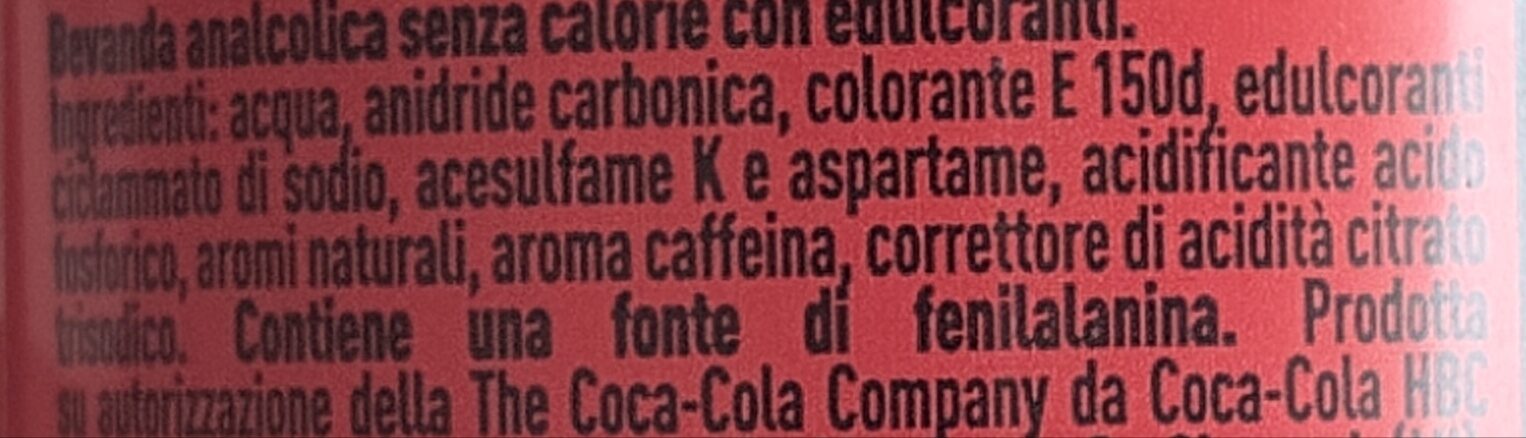 Bevanda analcolica senza calorie con edulcoranti.
Ingredienti: acqua, anidride carbonica, colorante E 150d, edulcoranti
ciclammato di sodio, acesulfame K e aspartame, acidificante acido
fosforico, aromi naturali, aroma caffeina, correttore di acidità citrato
trisodico. Contiene una fonte di fenilalanina. Prodotta
su autorizzazione della The Coca-Cola Company da Coca-Cola HBC